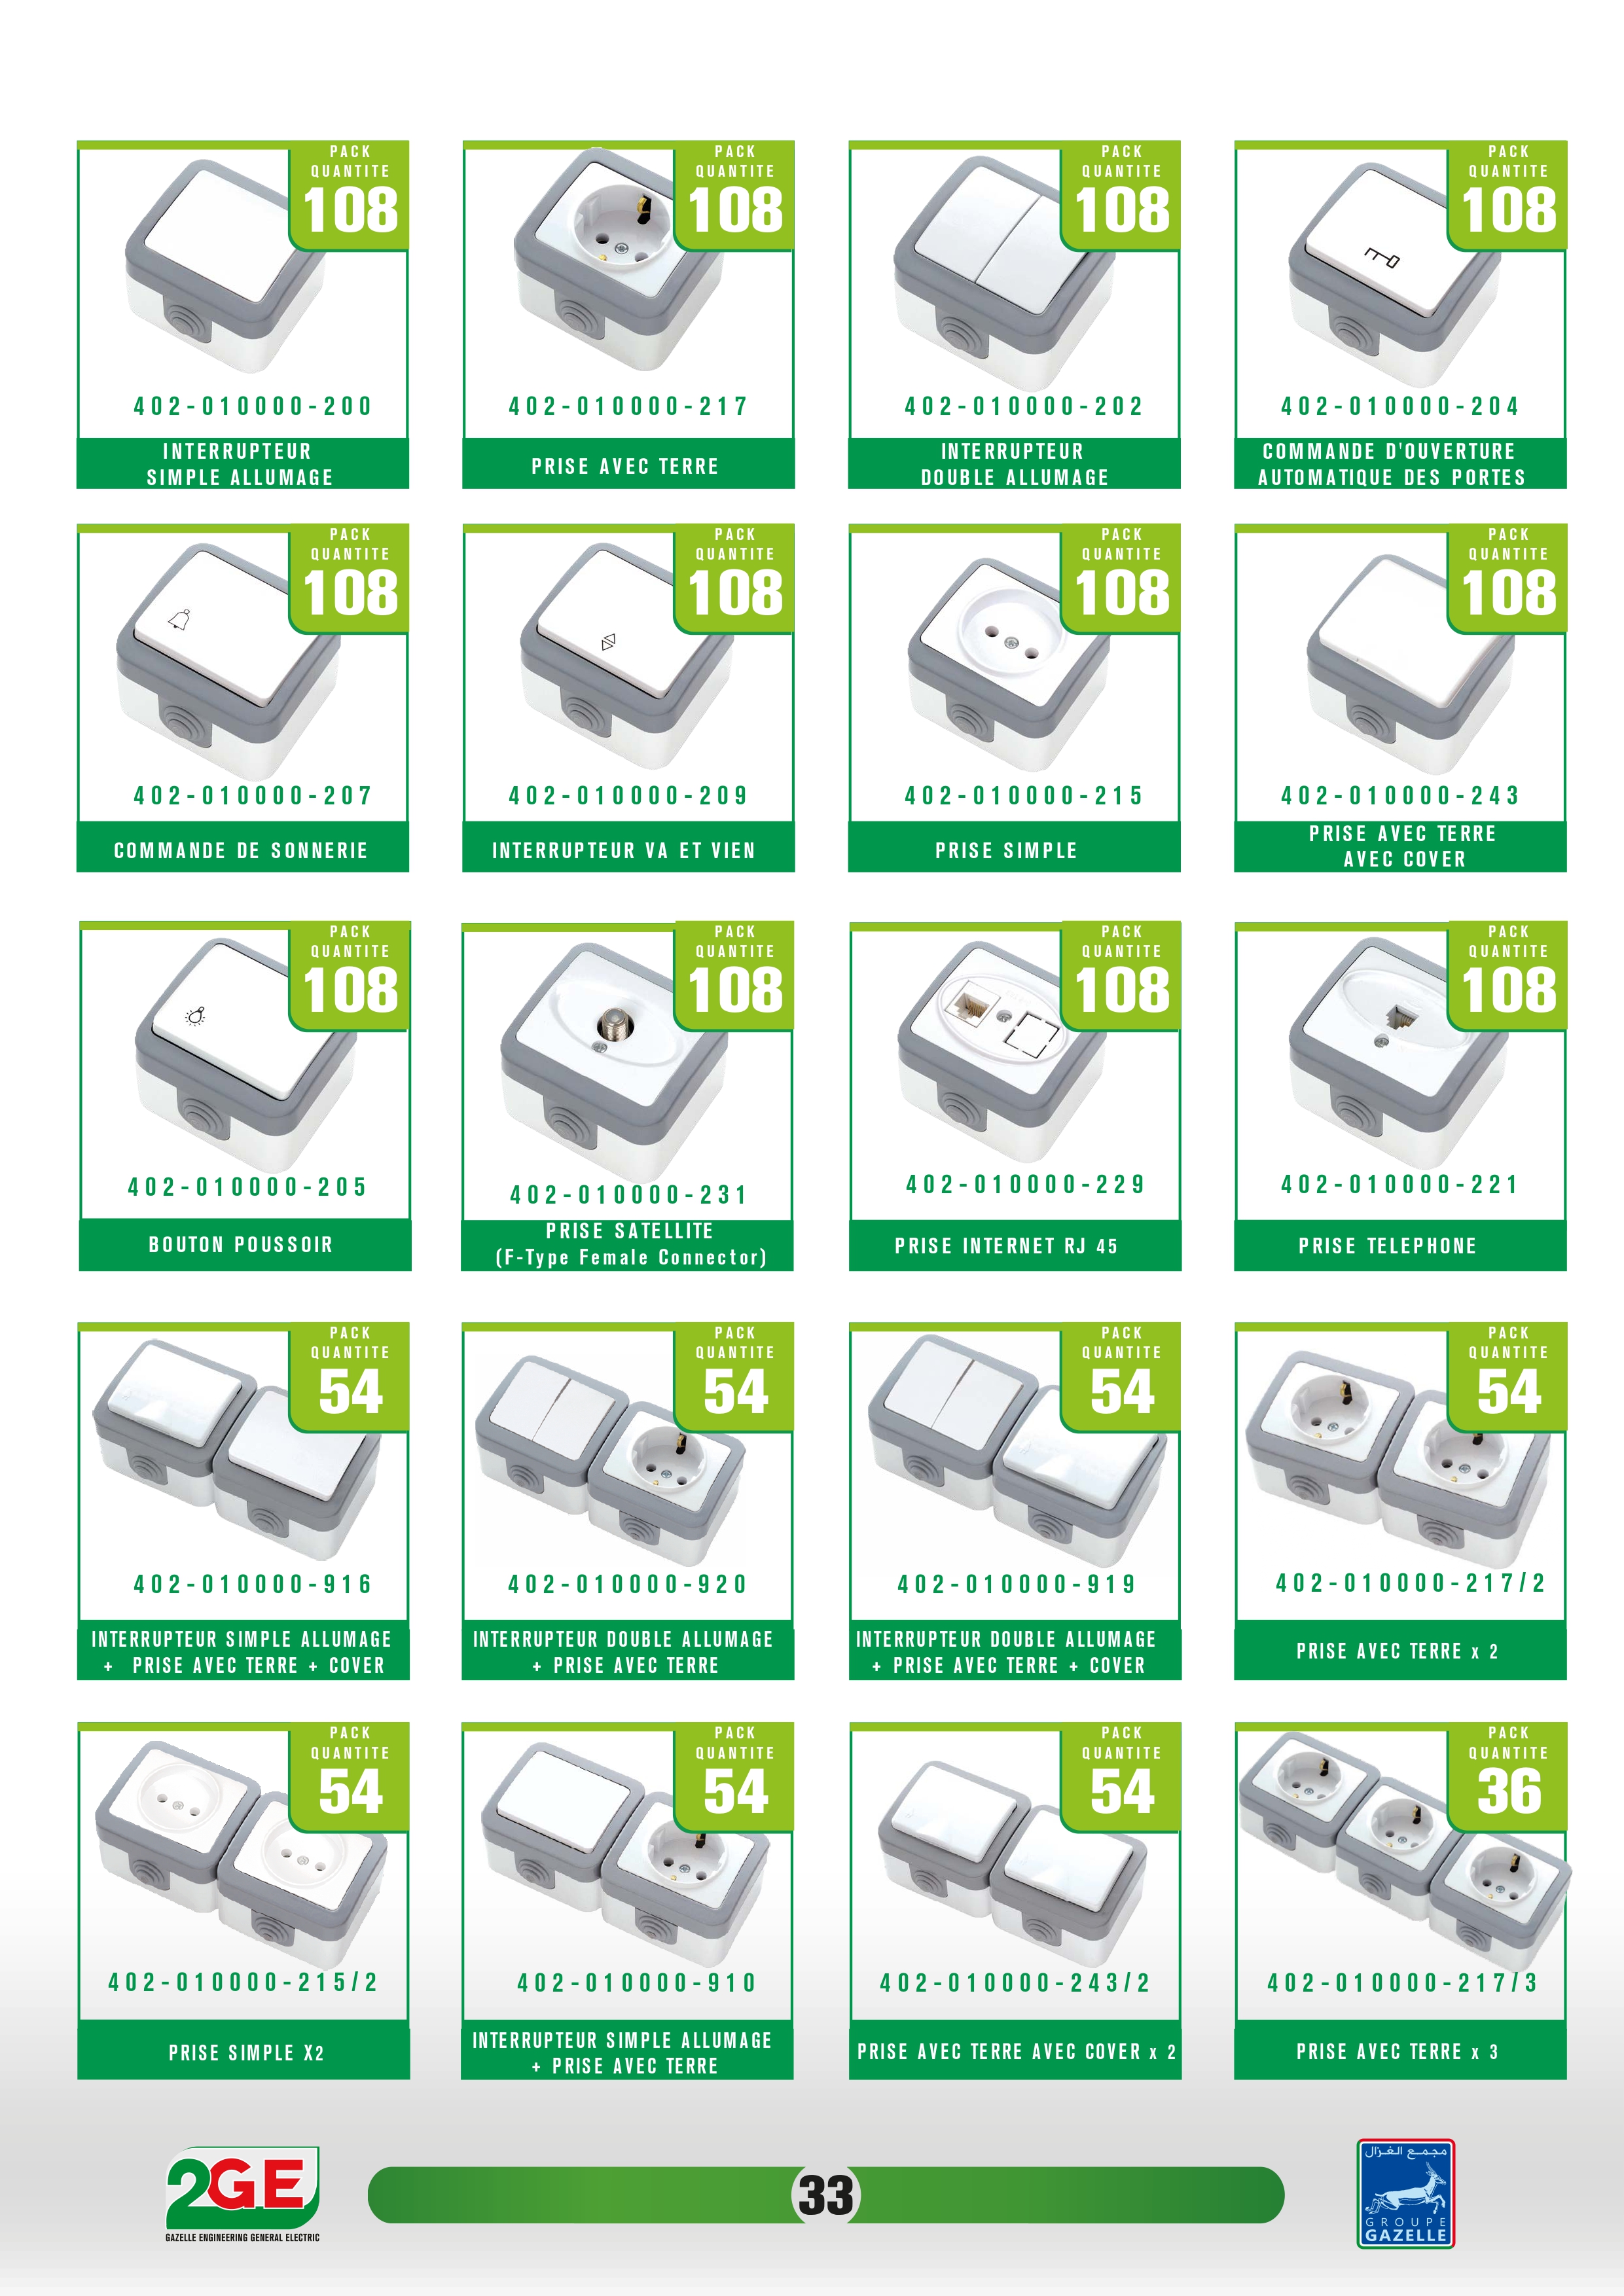 PACK
QUANTITE
108
402-010000-200
INTERRUPTEUR
SIMPLE ALLUMAGE
PACK
QUANTITE
108
402-010000-217
PRISE AVEC TERRE
PACK
QUANTITE
108
402-010000-202
INTERRUPTEUR
DOUBLE ALLUMAGE
PACK
QUANTITE
108
402-010000-204
COMMANDE D'OUVERTURE
AUTOMATIQUE DES PORTES
PACK
QUANTITE
108
402-010000-207
COMMANDE DE SONNERIE
PACK
QUANTITE
108
402-010000-209
INTERRUPTEUR VA ET VIEN
PACK
QUANTITE
108
402-010000-215
PRISE SIMPLE
PACK
QUANTITE
108
402-010000-243
PRISE AVEC TERRE
AVEC COVER
PACK
QUANTITE
108
402-010000-205
BOUTON POUSSOIR
PACK
QUANTITE
108
402-010000-231
PRISE SATELLITE
(F-Type Female Connector)
PACK
QUANTITE
108
402-010000-229
PRISE INTERNET RJ 45
PACK
QUANTITE
108
402-010000-221
PRISE TELEPHONE
PACK
QUANTITE
54
402-010000-916
INTERRUPTEUR SIMPLE ALLUMAGE
+ PRISE AVEC TERRE + COVER
PACK
QUANTITE
54
402-010000-920
INTERRUPTEUR DOUBLE ALLUMAGE
+ PRISE AVEC TERRE
PACK
QUANTITE
54
402-010000-919
INTERRUPTEUR DOUBLE ALLUMAGE
+ PRISE AVEC TERRE + COVER
PACK
QUANTITE
54
402-010000-217/2
PRISE AVEC TERRE x 2
PACK
QUANTITE
54
402-010000-215/2
PRISE SIMPLE X2
PACK
QUANTITE
54
402-010000-910
INTERRUPTEUR SIMPLE ALLUMAGE
+ PRISE AVEC TERRE
PACK
QUANTITE
54
402-010000-243/2
PRISE AVEC TERRE AVEC COVER x 2
PACK
QUANTITE
36
402-010000-217/3
PRISE AVEC TERRE x 3
2GE
GAZELLE ENGINEERING GENERAL ELECTRIC
33
مجمع الغزال
GROUPE
GAZELLE